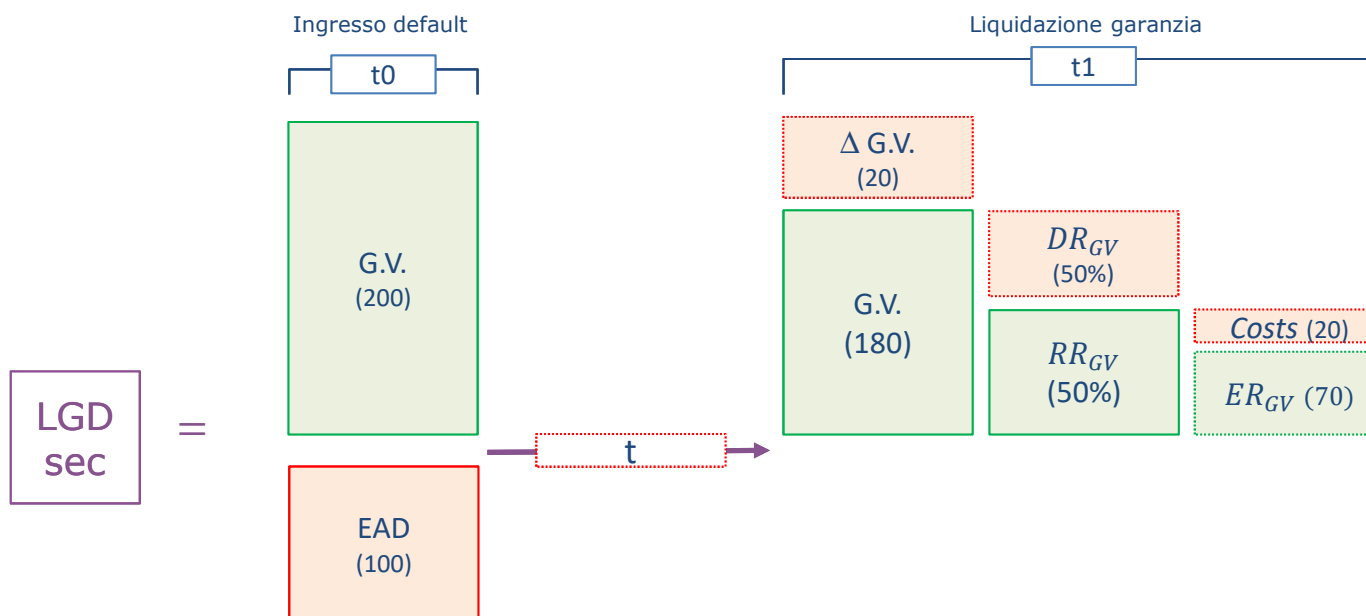 Ingresso default
Liquidazione garanzia
t0
t1
G.V.
(200)
Δ G.V.
(20)
G.V.
(180)
DR_GV
(50%)
RR_GV
(50%)
Costs (20)
ER_GV (70)
LGD
sec
=
t
EAD
(100)